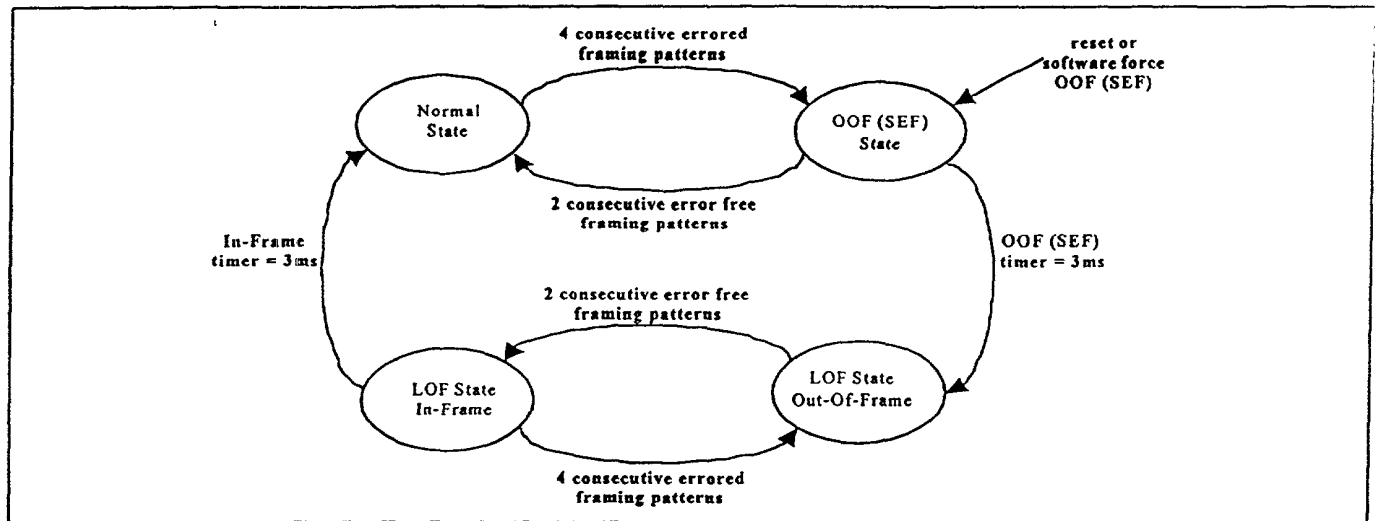 4 consecutive errored
framing patterns
reset or
software force
OOF (SEF)
Normal
State
OOF (SEF)
State
2 consecutive error free
framing patterns
In-Frame
timer = 3ms
OOF (SEF)
timer = 3ms
2 consecutive error free
framing patterns
LOF State
In-Frame
LOF State
Out-Of-Frame
4 consecutive errored
framing patterns